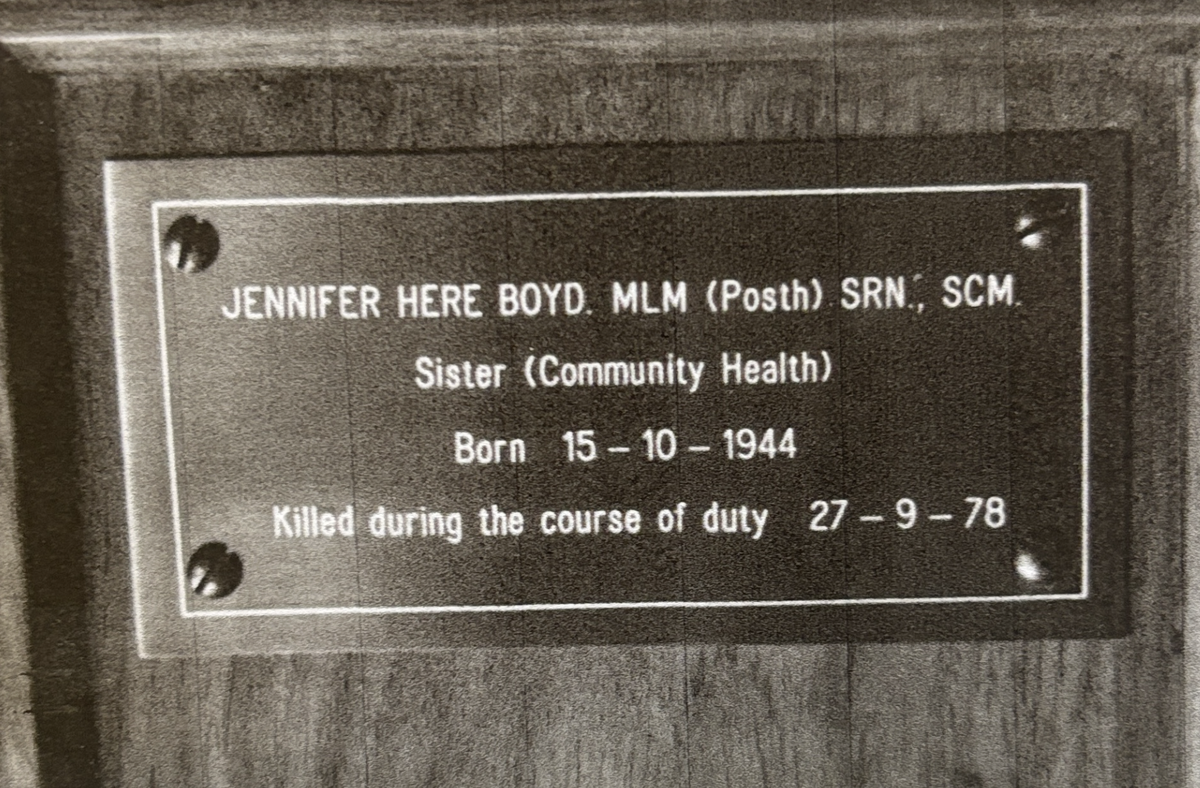 JENNIFER HERE BOYD. MLM (Posth) SRN., SCM.
Sister (Community Health)
Born 15 – 10 – 1944
Killed during the course of duty 27 – 9 – 78